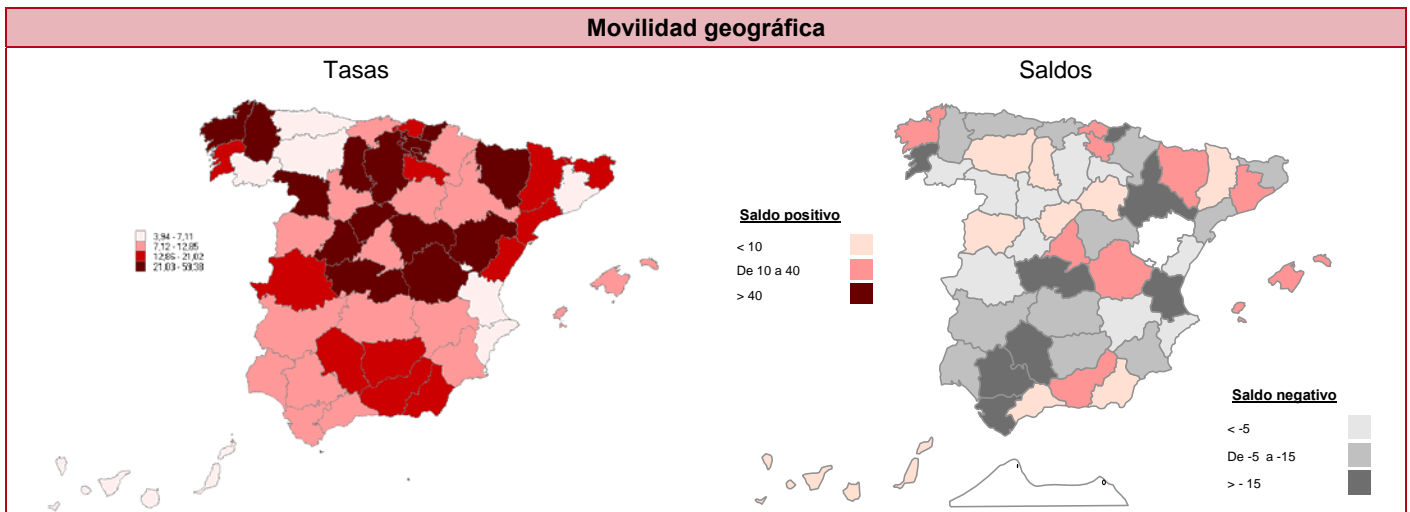 Movilidad geográfica
Tasas
Saldos
3,94 - 7,11
7,12 - 12,85
12,86 - 21,02
21,03 - 59,38
Saldo positivo
< 10
De 10 a 40
> 40
Saldo negativo
< -5
De -5 a -15
> - 15